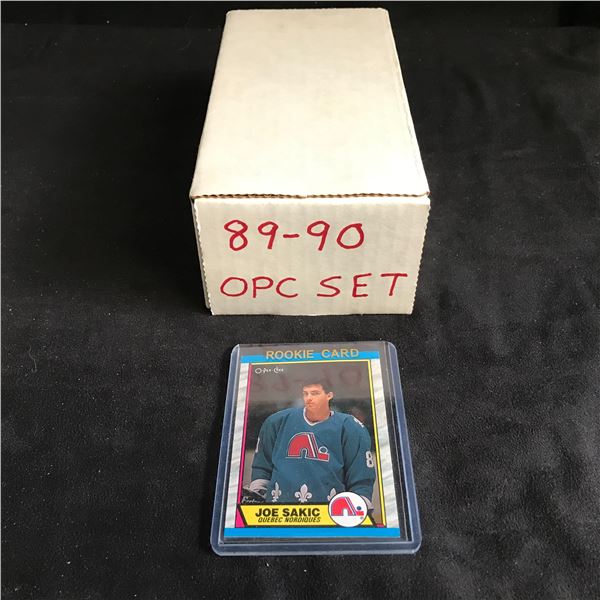 89-90
OPC SET
ROOKIE CARD
O-Pee-Chee
JOE SAKIC
QUEBEC NORDIQUES